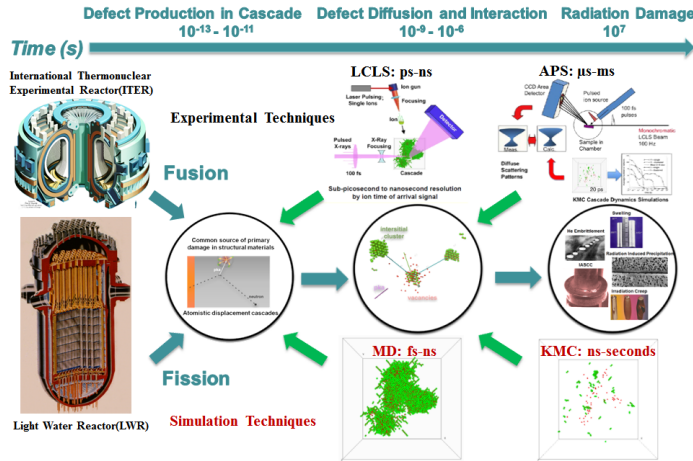 Defect Production in Cascade
10-13 - 10-11
Defect Diffusion and Interaction
10-9 - 10-6
Radiation Damage
107
Time (s)
International Thermonuclear
Experimental Reactor(ITER)
Experimental Techniques
LCLS: ps-ns
Ion gun
Laser Pulsing:
Single Ions
Focusing
Ion
Detector
Pulsed
X-rays
X-Ray
Focusing
100 fs
Cascade
Sub-picosecond to nanosecond resolution
by ion time of arrival signal
APS: μs-ms
CCD Area
Detector
Pulsed
ion source
100 fs
pulses
Monochromatic
LCLS Beam
Sample in
Chamber
Meas.
Calc.
Diffuse
Scattering
Patterns
20 ps
KMC Cascade Dynamics Simulations
Fusion
Common source of primary
damage in structural materials
neutron
Atomistic displacement cascades
interstitial
cluster
vacancies
Swelling
He Embrittlement
Radiation Induced Precipitation
IASCC
Irradiation Creep
Fission
MD: fs-ns
KMC: ns-seconds
Simulation Techniques
Light Water Reactor(LWR)